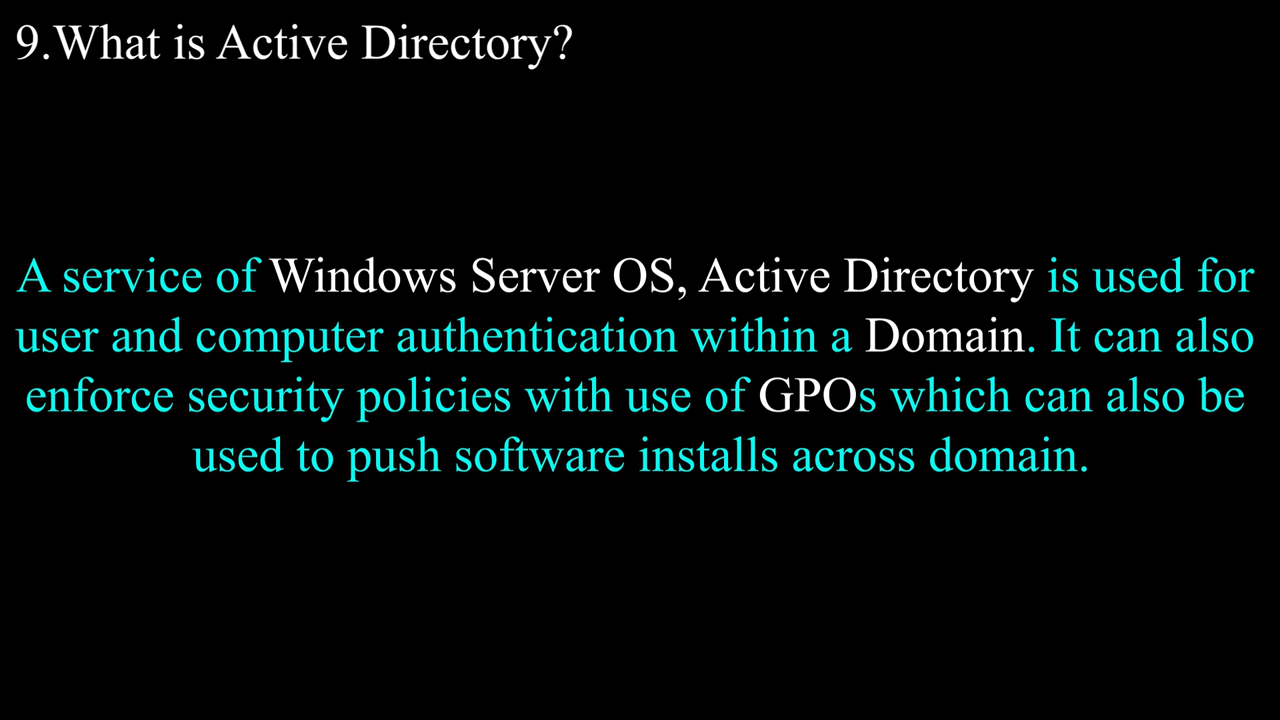 9.What is Active Directory?
A service of Windows Server OS, Active Directory is used for
user and computer authentication within a Domain. It can also
enforce security policies with use of GPOs which can also be
used to push software installs across domain.